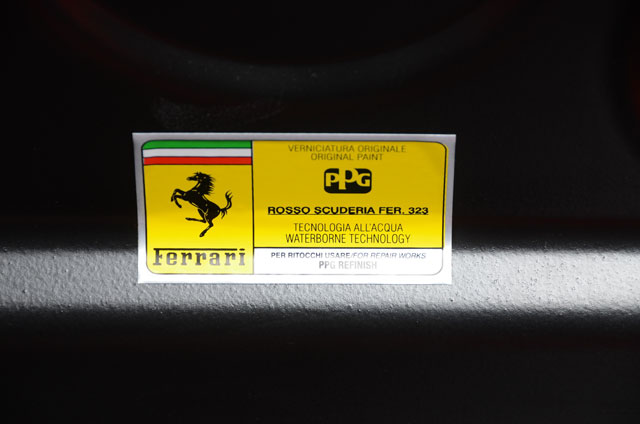 VERNICIATURA ORIGINALE
ORIGINAL PAINT
PPG
ROSSO SCUDERIA FER. 323
TECNOLOGIA ALL'ACQUA
WATERBORNE TECHNOLOGY
Ferrari
PER RITOCCHI USARE/FOR REPAIR WORKS
PPG REFINISH